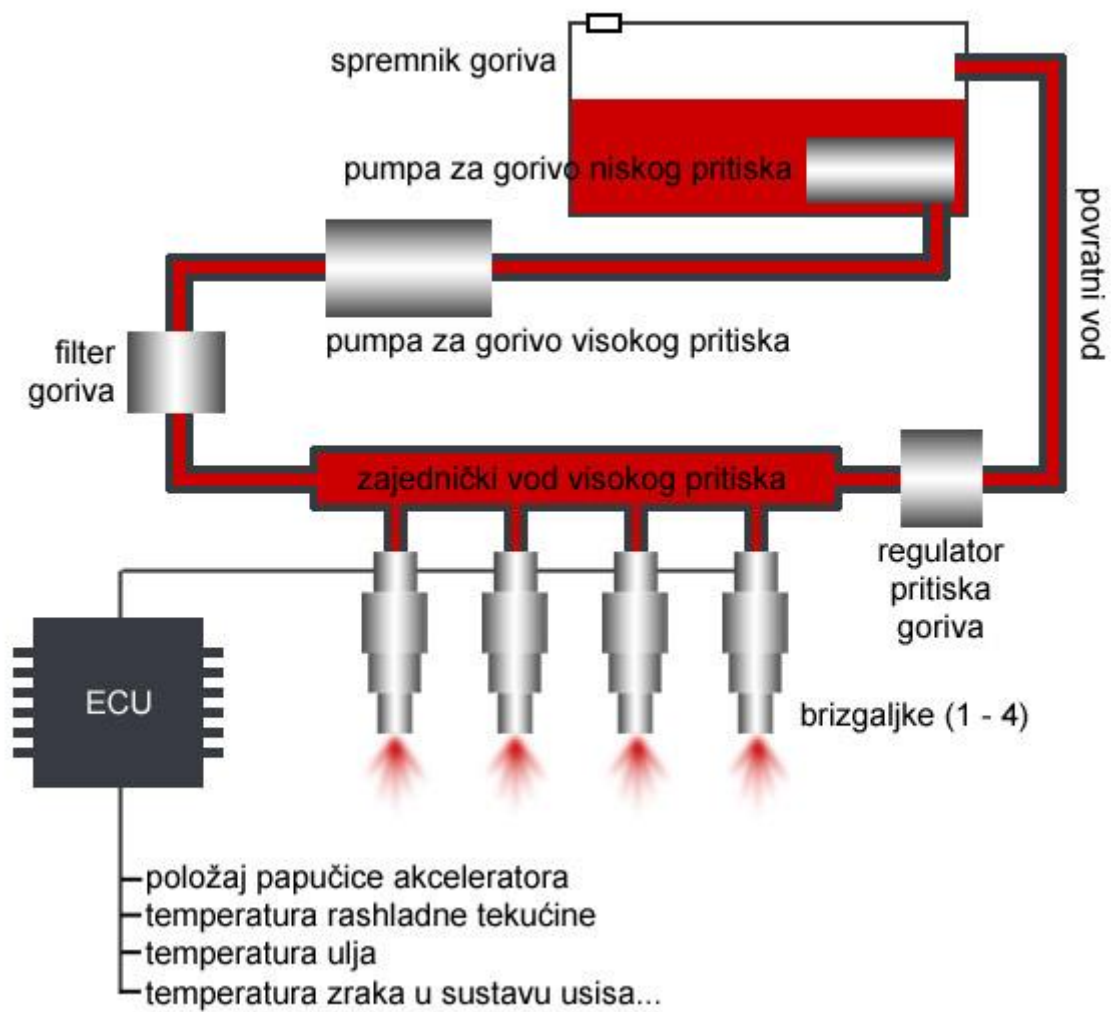 spremnik goriva
pumpa za gorivo niskog pritiska
povratni vod
pumpa za gorivo visokog pritiska
filter
goriva
zajednički vod visokog pritiska
regulator
pritiska
goriva
ECU
brizgaljke (1 - 4)
položaj papučice akceleratora
temperatura rashladne tekućine
temperatura ulja
temperatura zraka u sustavu usisa...